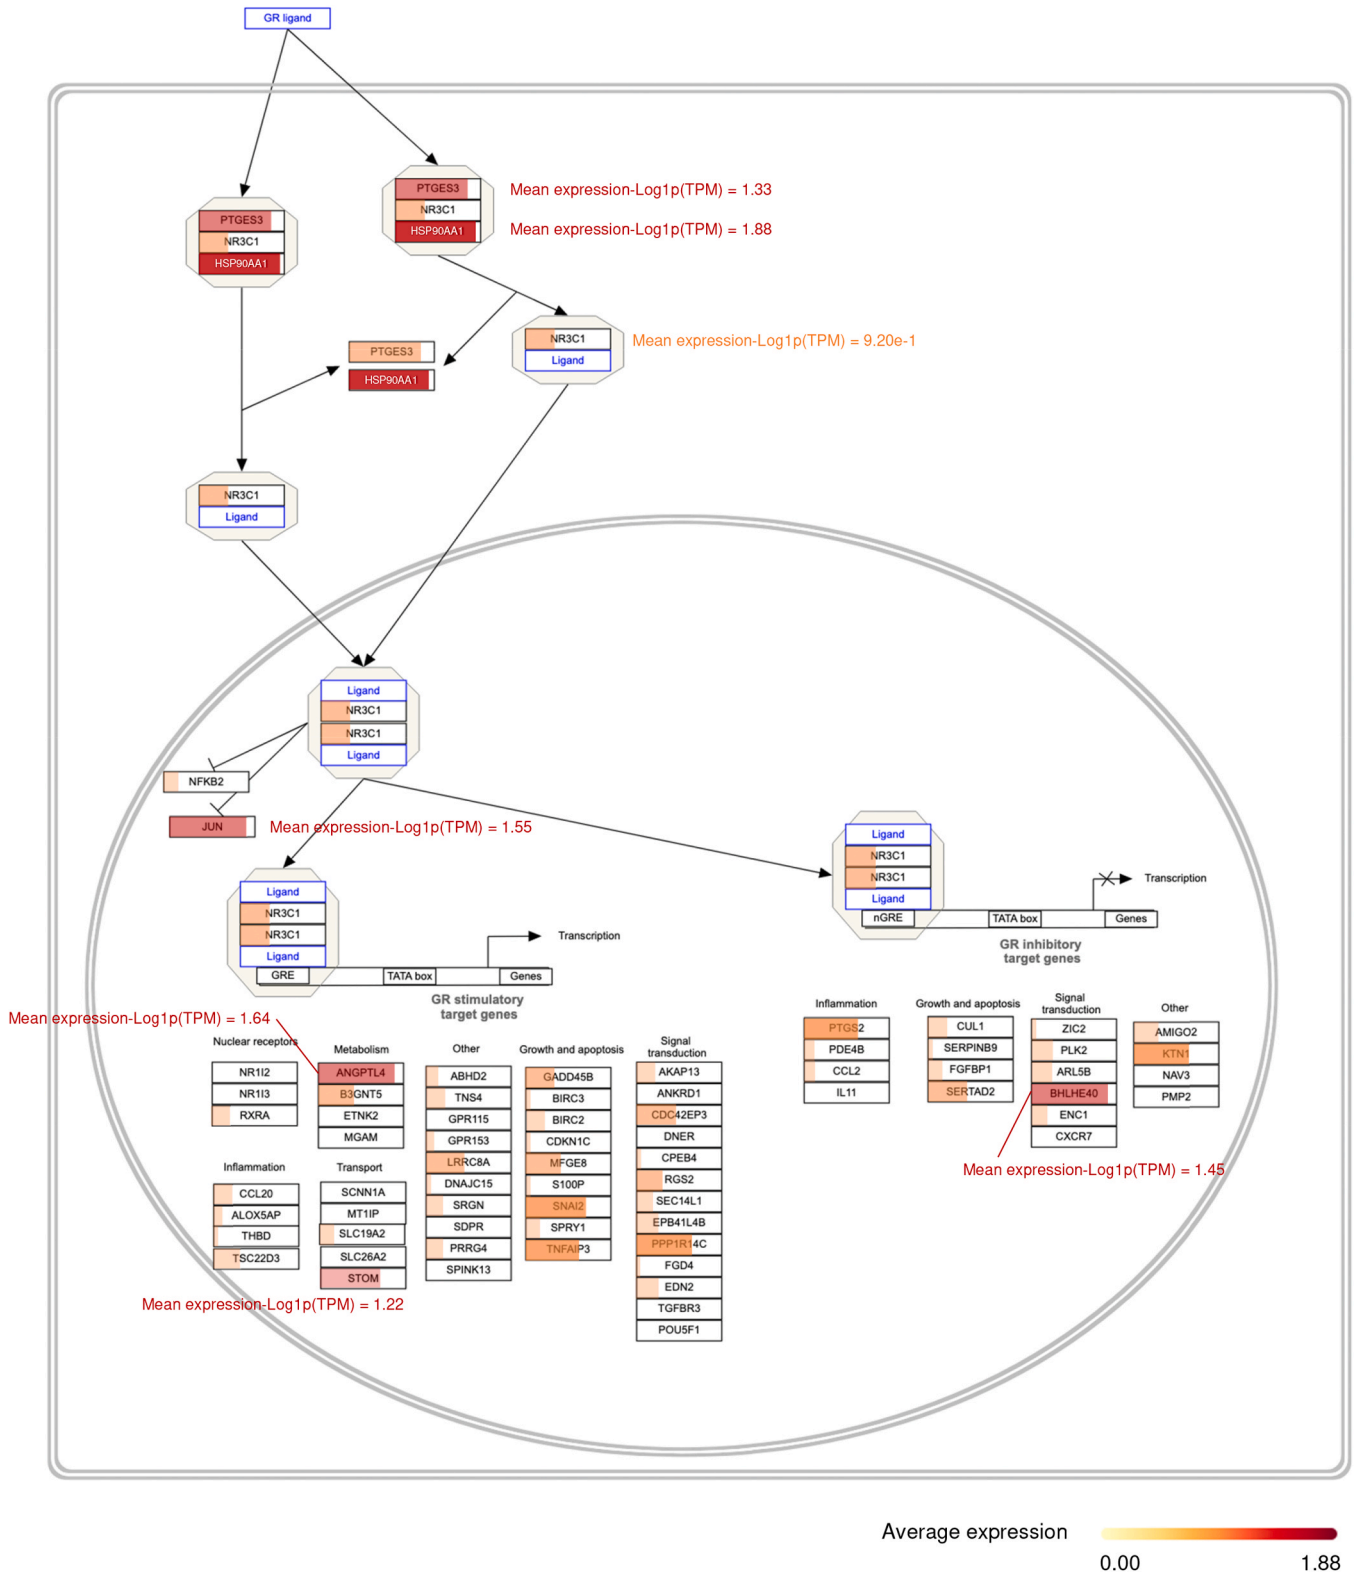 GR ligand
PTGES3
NR3C1
HSP90AA1
Mean expression-Log1p(TPM) = 1.33
Mean expression-Log1p(TPM) = 1.88
PTGES3
NR3C1
HSP90AA1
PTGES3
HSP90AA1
NR3C1
Ligand
Mean expression-Log1p(TPM) = 9.20e-1
NR3C1
Ligand
Ligand
NR3C1
NR3C1
Ligand
NFKB2
JUN
Mean expression-Log1p(TPM) = 1.55
Ligand
NR3C1
NR3C1
Ligand
GRE
TATA box
Genes
Transcription
GR stimulatory
target genes
Ligand
NR3C1
NR3C1
Ligand
nGRE
TATA box
Genes
Transcription
GR inhibitory
target genes
Mean expression-Log1p(TPM) = 1.64
Nuclear receptors
NR1I2
NR1I3
RXRA
Metabolism
ANGPTL4
B3GNT5
ETNK2
MGAM
Inflammation
CCL20
ALOX5AP
THBD
TSC22D3
Transport
SCNN1A
MT1IP
SLC19A2
SLC26A2
STOM
Mean expression-Log1p(TPM) = 1.22
Other
ABHD2
TNS4
GPR115
GPR153
LRRC8A
DNAJC15
SRGN
SDPR
PRRG4
SPINK13
Growth and apoptosis
GADD45B
BIRC3
BIRC2
CDKN1C
MFGE8
S100P
SNAI2
SPRY1
TNFAIP3
Signal
transduction
AKAP13
ANKRD1
CDC42EP3
DNER
CPEB4
RGS2
SEC14L1
EPB41L4B
PPP1R14C
FGD4
EDN2
TGFBR3
POU5F1
Inflammation
PTGS2
PDE4B
CCL2
IL11
Growth and apoptosis
CUL1
SERPINB9
FGFBP1
SERTAD2
Signal
transduction
ZIC2
PLK2
ARL5B
BHLHE40
ENC1
CXCR7
Other
AMIGO2
KTN1
NAV3
PMP2
Mean expression-Log1p(TPM) = 1.45
Average expression
0.00
1.88